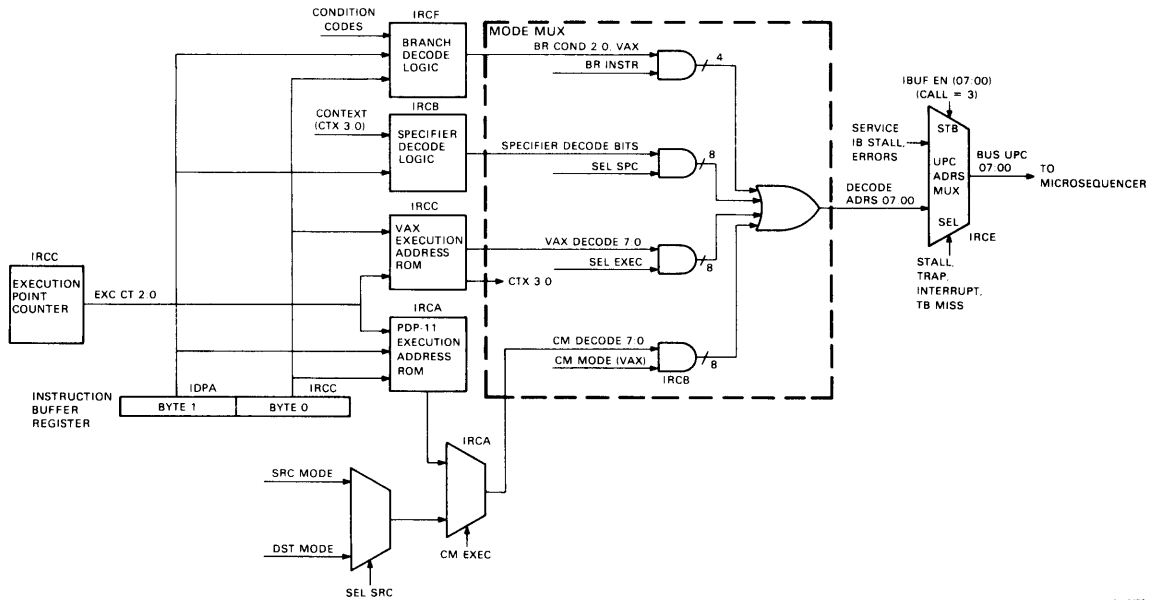 CONDITION
CODES
IRCF
BRANCH
DECODE
LOGIC
MODE MUX
BR COND 2 0, VAX
BR INSTR
4
IBUF EN (07:00)
(CALL = 3)
IRCB
CONTEXT
(CTX 3 0)
SPECIFIER
DECODE
LOGIC
SPECIFIER DECODE BITS
SEL SPC
8
SERVICE
IB STALL,
ERRORS
STB
UPC
ADRS
MUX
SEL
BUS UPC
07:00
TO
MICROSEQUENCER
DECODE
ADRS 07:00
IRCE
STALL,
TRAP,
INTERRUPT,
TB MISS
IRCC
VAX
EXECUTION
ADDRESS
ROM
VAX DECODE 7:0
SEL EXEC
8
CTX 3:0
IRCC
EXECUTION
POINT
COUNTER
EXC CT 2:0
IRCA
PDP-11
EXECUTION
ADDRESS
ROM
CM DECODE 7:0
CM MODE (VAX)
8
IRCB
INSTRUCTION
BUFFER
REGISTER
IDPA
IRCC
BYTE 1
BYTE 0
IRCA
SRC MODE
DST MODE
CM EXEC
SEL SRC